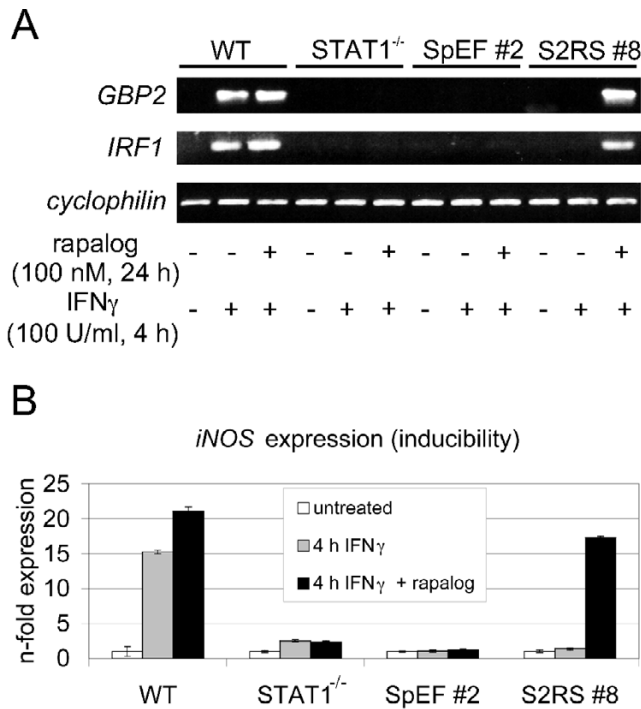 A
WT STAT1-/- SpEF #2 S2RS #8
GBP2
IRF1
cyclophilin
rapalog - - + - - + - - + - - +
(100 nM, 24 h)
IFNγ - + + - + + - + + - + +
(100 U/ml, 4 h)
B
iNOS expression (inducibility)
n-fold expression
25
20
15
10
5
0
untreated
4 h IFNγ
4 h IFNγ + rapalog
WT STAT1-/- SpEF #2 S2RS #8